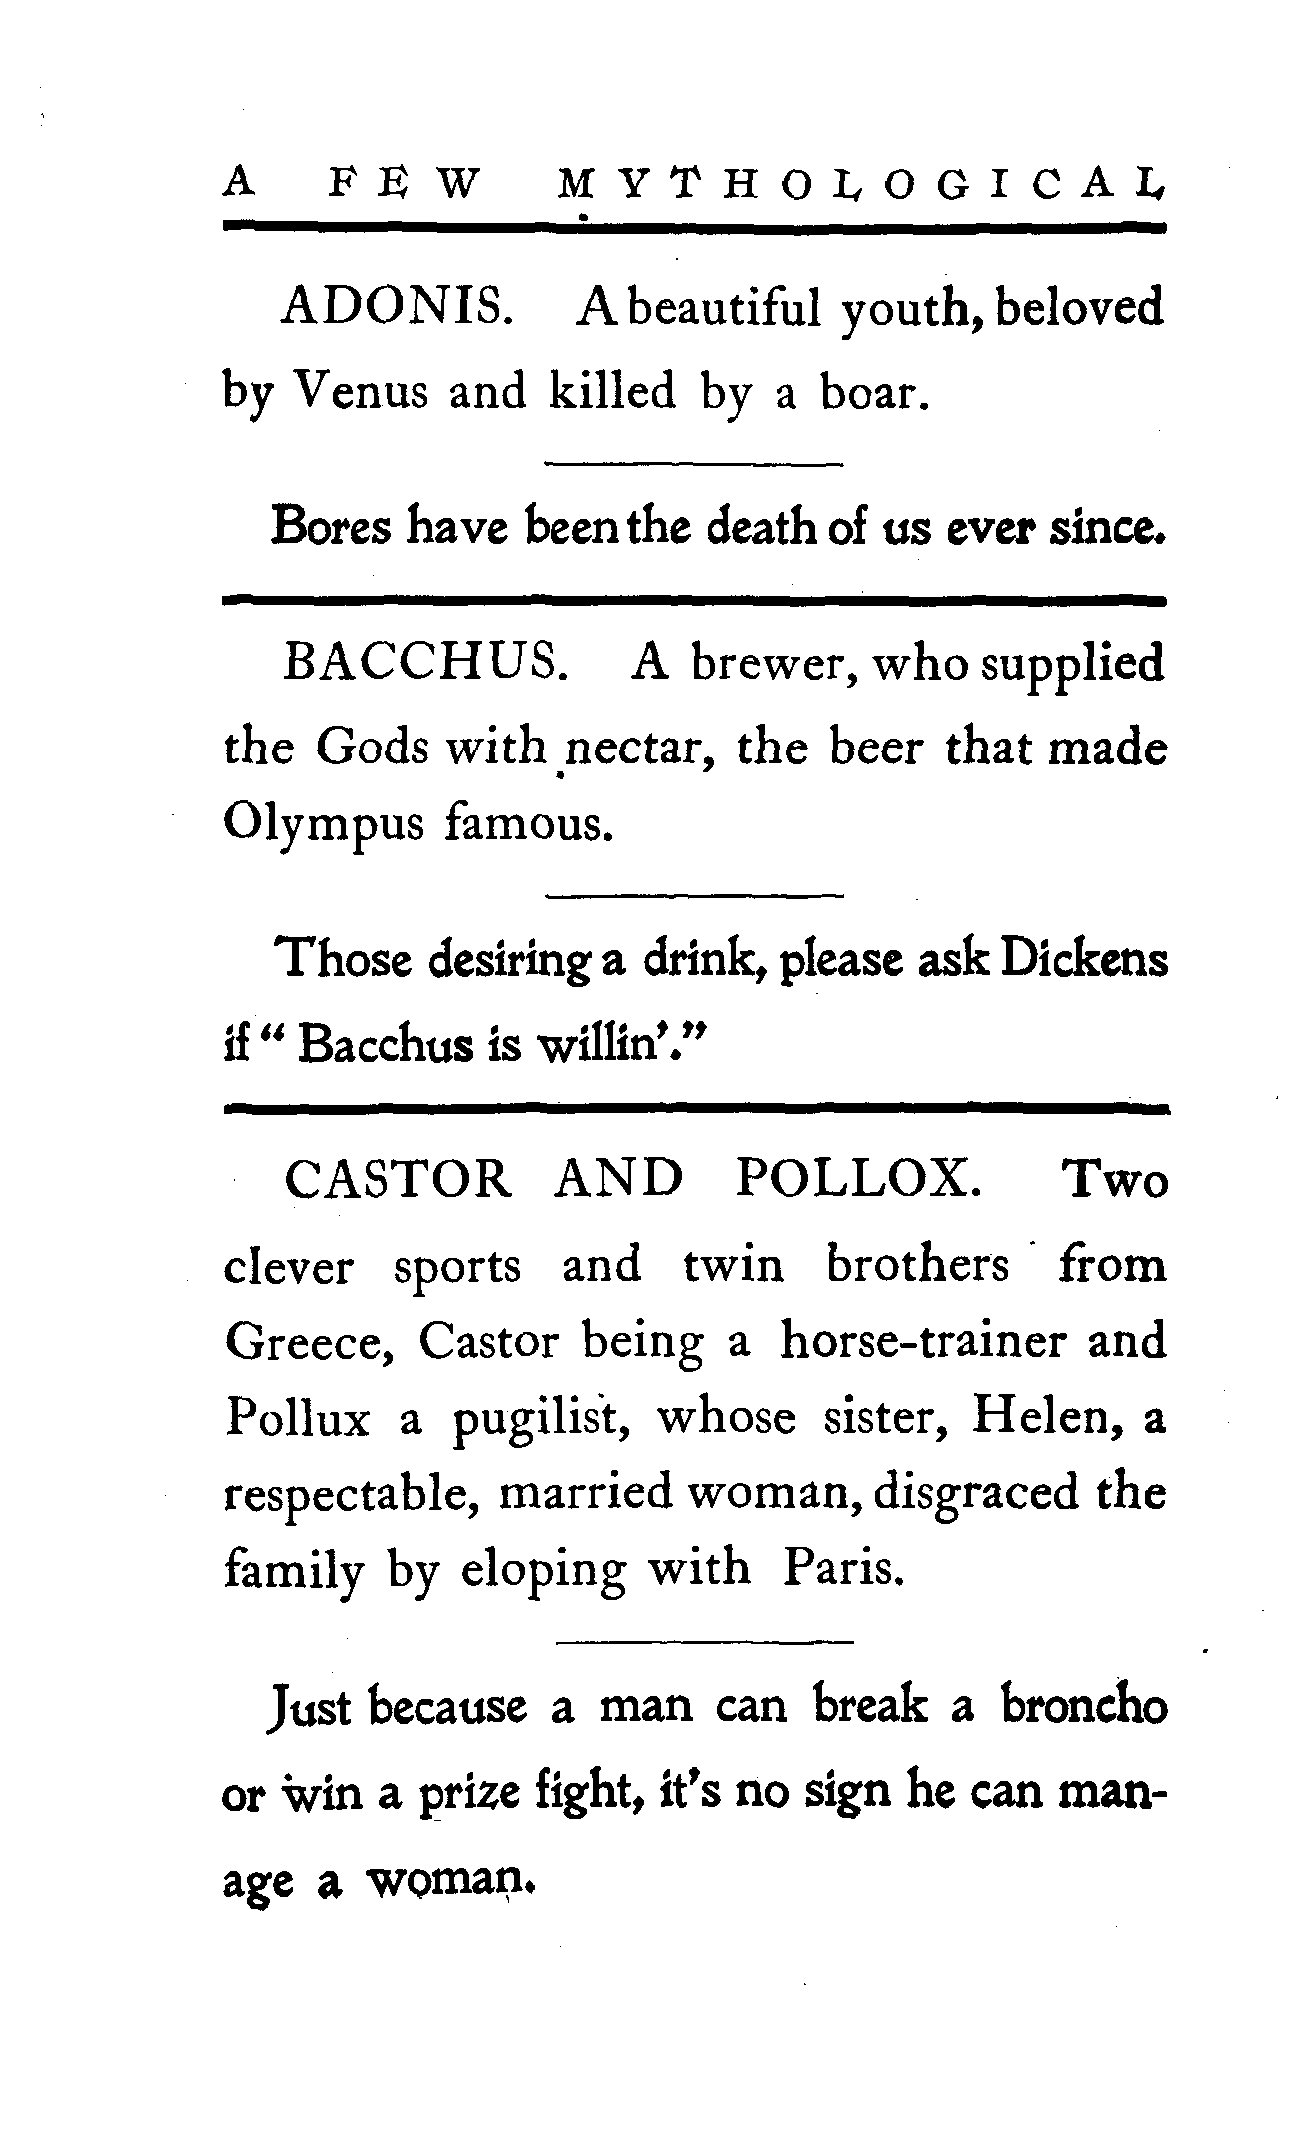 A FEW MYTHOLOGICAL
ADONIS. A beautiful youth, beloved
by Venus and killed by a boar.
Bores have been the death of us ever since.
BACCHUS. A brewer, who supplied
the Gods with nectar, the beer that made
Olympus famous.
Those desiring a drink, please ask Dickens
if "Bacchus is willin'."
CASTOR AND POLLOX. Two
clever sports and twin brothers from
Greece, Castor being a horse-trainer and
Pollux a pugilist, whose sister, Helen, a
respectable, married woman, disgraced the
family by eloping with Paris.
Just because a man can break a broncho
or win a prize fight, it's no sign he can man-
age a woman.